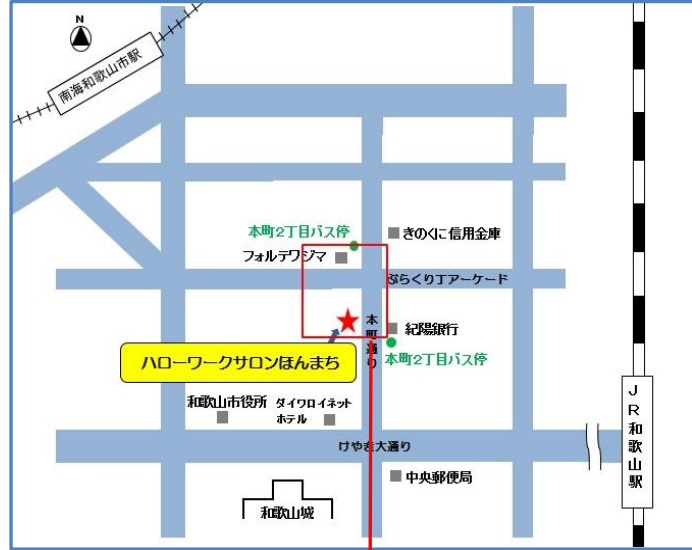 N
南海和歌山市駅
本町2丁目バス停
きのくに信用金庫
フォルテワジマ
ぶらくり丁アーケード
本町通り
紀陽銀行
本町2丁目バス停
ハローワークサロンほんまち
和歌山市役所
ダイワロイネット
ホテル
けやき大通り
中央郵便局
和歌山城
JR和歌山駅